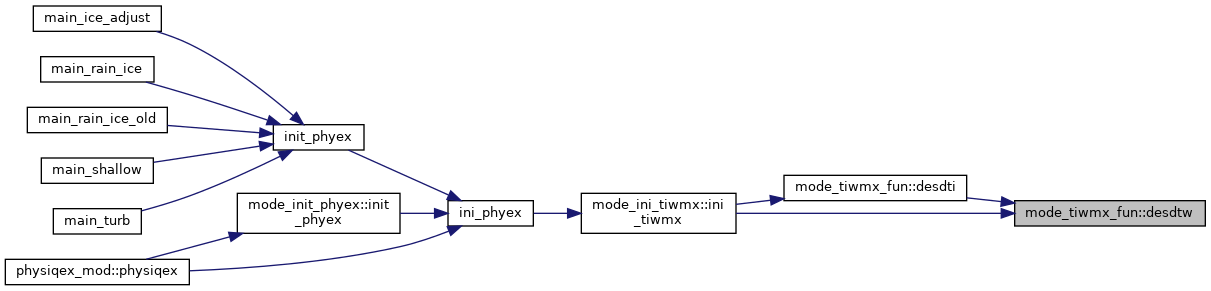 main_ice_adjust
main_rain_ice
main_rain_ice_old
main_shallow
main_turb
physiqex_mod::physiqex
init_phyex
mode_init_phyex::init
_phyex
ini_phyex
mode_ini_tiwmx::ini
_tiwmx
mode_tiwmx_fun::desdti
mode_tiwmx_fun::desdtw